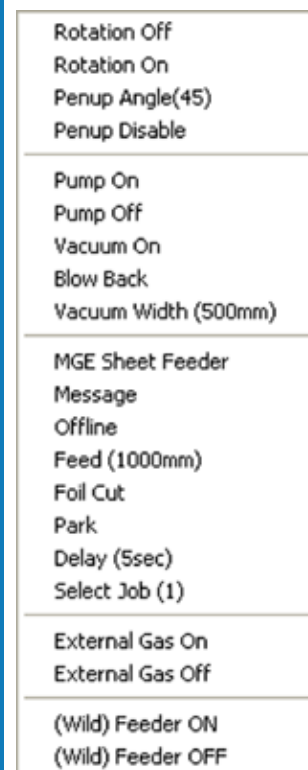 Rotation Off
Rotation On
Penup Angle(45)
Penup Disable
Pump On
Pump Off
Vacuum On
Blow Back
Vacuum Width (500mm)
MGE Sheet Feeder
Message
Offline
Feed (1000mm)
Foil Cut
Park
Delay (5sec)
Select Job (1)
External Gas On
External Gas Off
(Wild) Feeder ON
(Wild) Feeder OFF